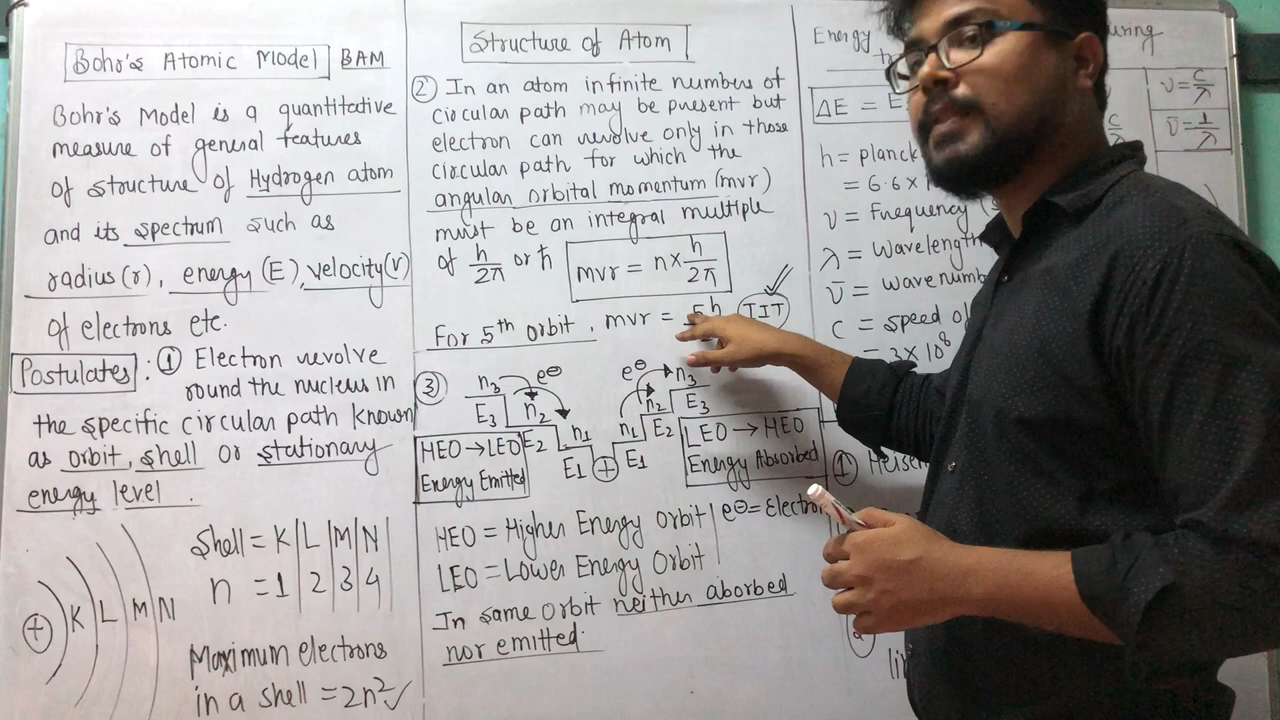 Bohr's Atomic Model BAM
Bohr's Model is a quantitative
measure of general features
of structure of Hydrogen atom
and its spectrum such as
radius(r), energy(E), velocity(v)
of electrons etc.
Postulates: ① Electron revolve
round the nucleus in
the specific circular path known
as orbit, shell or stationary
energy level.
+ K L M N
Shell = K | L | M | N
n = 1 | 2 | 3 | 4
Maximum electrons
in a shell = 2n² ✓
Structure of Atom
② In an atom infinite numbers of
circular path may be present but
electron can revolve only in those
circular path for which the
angular orbital momentum (mvr)
must be an integral multiple
of h/2π or ħ mvr = n × h/2π
For 5th orbit, mvr = 5h IIT
③ n₃ e⊖ e⊖ n₃
E₃ n₂ n₂ E₃
HEO → LEO E₂ n₁ n₁ E₂ LEO → HEO
Energy Emitted E₁ + E₁ Energy Absorbed
HEO = Higher Energy Orbit | e⊖ = Electron
LEO = Lower Energy Orbit
In same orbit neither aborbed
nor emitted.
Energy
ΔE = E
ν = c/λ
ν̄ = 1/λ
c/λ
h = planck
= 6.6 x 1
ν = Frequency
λ = Wavelength
ν̄ = wavenumb
c = speed of
= 3 x 10⁸
① Heisen